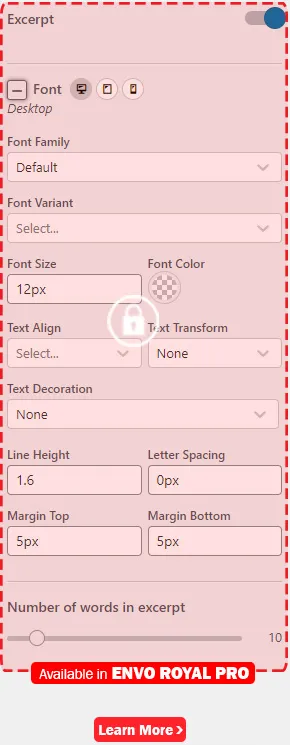 Excerpt
Font
Desktop
Font Family
Default
Font Variant
Select...
Font Size Font Color
12px
Text Align Text Transform
Select... None
Text Decoration
None
Line Height Letter Spacing
1.6 0px
Margin Top Margin Bottom
5px 5px
Number of words in excerpt
10
Available in ENVO ROYAL PRO
Learn More >